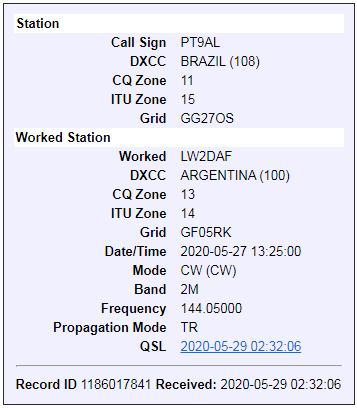 Station
Call Sign PT9AL
DXCC BRAZIL (108)
CQ Zone 11
ITU Zone 15
Grid GG27OS
Worked Station
Worked LW2DAF
DXCC ARGENTINA (100)
CQ Zone 13
ITU Zone 14
Grid GF05RK
Date/Time 2020-05-27 13:25:00
Mode CW (CW)
Band 2M
Frequency 144.05000
Propagation Mode TR
QSL 2020-05-29 02:32:06
Record ID 1186017841 Received: 2020-05-29 02:32:06